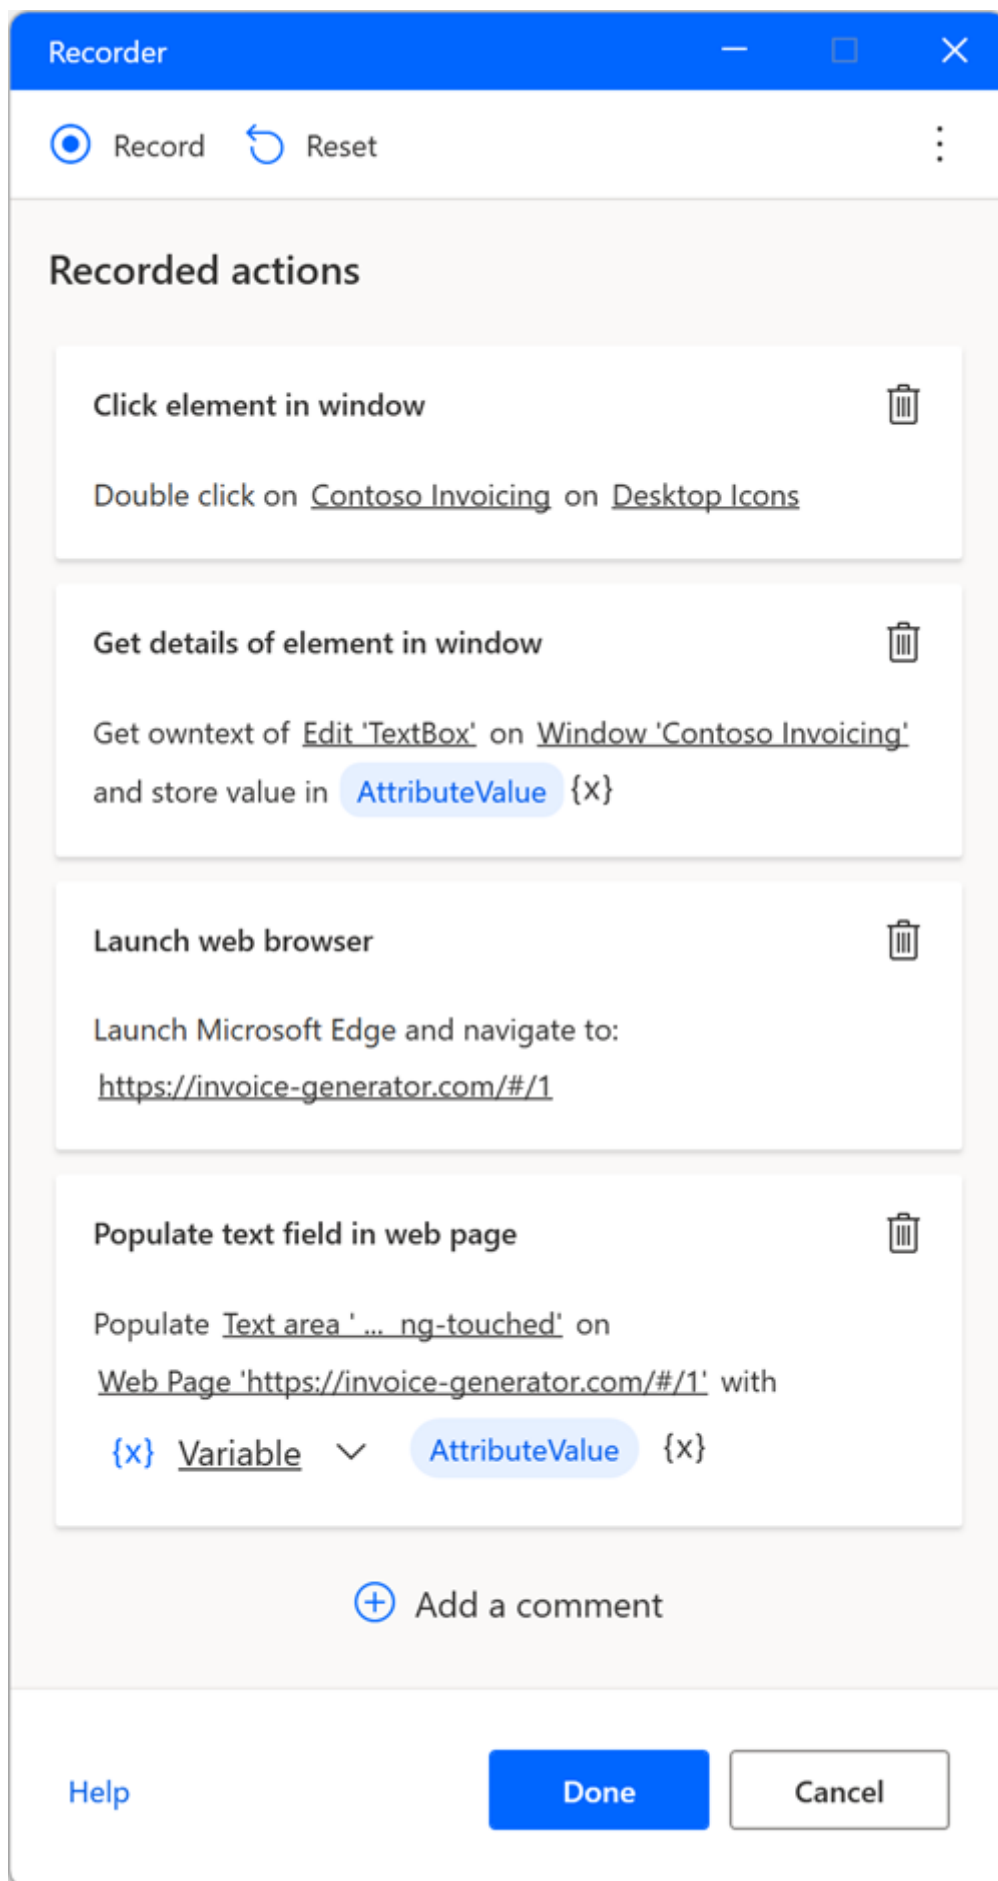 Recorder
Record Reset
Recorded actions
Click element in window
Double click on Contoso Invoicing on Desktop Icons
Get details of element in window
Get owntext of Edit 'TextBox' on Window 'Contoso Invoicing'
and store value in AttributeValue {x}
Launch web browser
Launch Microsoft Edge and navigate to:
https://invoice-generator.com/#/1
Populate text field in web page
Populate Text area ' ... ng-touched' on
Web Page 'https://invoice-generator.com/#/1' with
{x} Variable AttributeValue {x}
Add a comment
Help Done Cancel